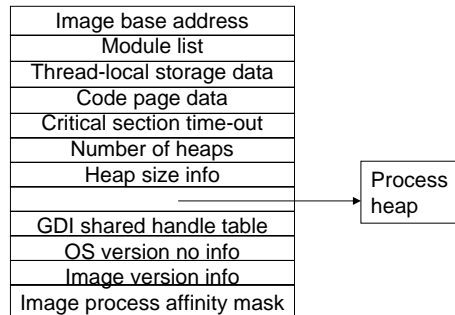 Image base address
Module list
Thread-local storage data
Code page data
Critical section time-out
Number of heaps
Heap size info
Process
heap
GDI shared handle table
OS version no info
Image version info
Image process affinity mask